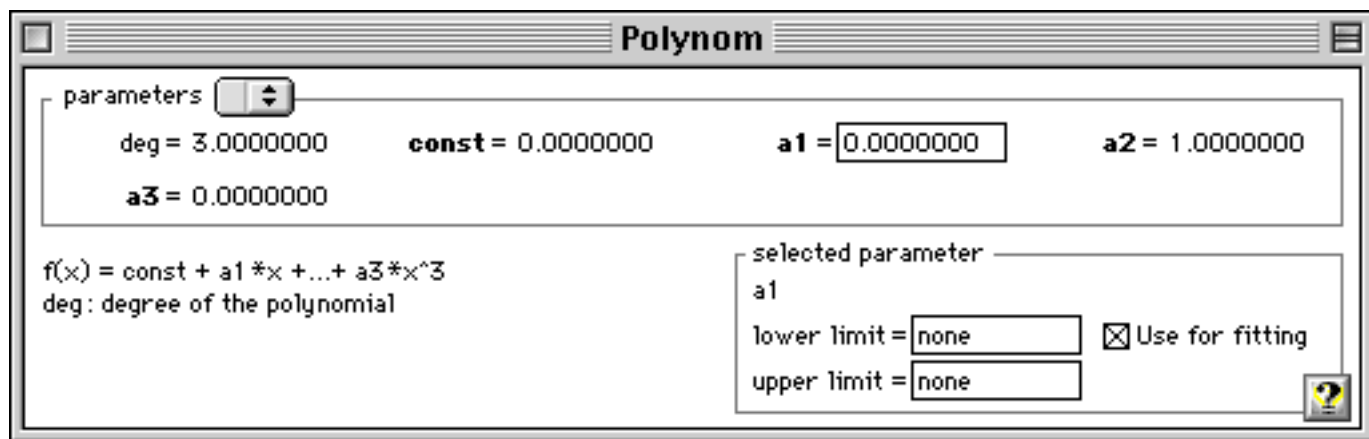 Polynom
parameters
deg = 3.0000000 const = 0.0000000 a1 = 0.0000000 a2 = 1.0000000
a3 = 0.0000000
f(x) = const + a1*x +...+ a3*x^3
deg: degree of the polynomial
selected parameter
a1
lower limit = none Use for fitting
upper limit = none
?